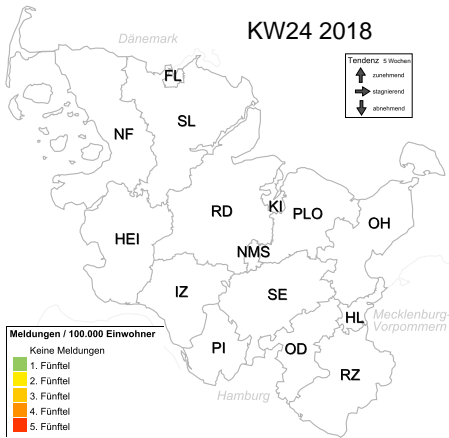 KW24 2018
Dänemark
Tendenz 5 Wochen
zunehmend
stagnierend
abnehmend
FL
SL
NF
KI
RD
PLO
OH
HEI
NMS
IZ
SE
HL
Mecklenburg-
Vorpommern
PI
OD
RZ
Hamburg
Meldungen / 100.000 Einwohner
Keine Meldungen
1. Fünftel
2. Fünftel
3. Fünftel
4. Fünftel
5. Fünftel